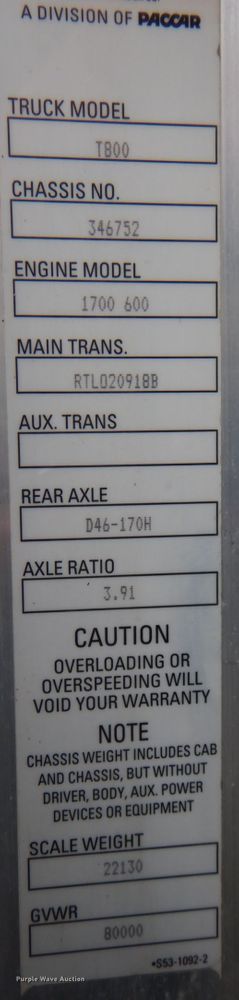 A DIVISION OF PACCAR
TRUCK MODEL
T800
CHASSIS NO.
346752
ENGINE MODEL
1700 600
MAIN TRANS.
RTLO20918B
AUX. TRANS
REAR AXLE
D46-170H
AXLE RATIO
3.91
CAUTION
OVERLOADING OR
OVERSPEEDING WILL
VOID YOUR WARRANTY
NOTE
CHASSIS WEIGHT INCLUDES CAB
AND CHASSIS, BUT WITHOUT
DRIVER, BODY, AUX. POWER
DEVICES OR EQUIPMENT
SCALE WEIGHT
22130
GVWR
80000
*S53-1092-2
Purple Wave Auction